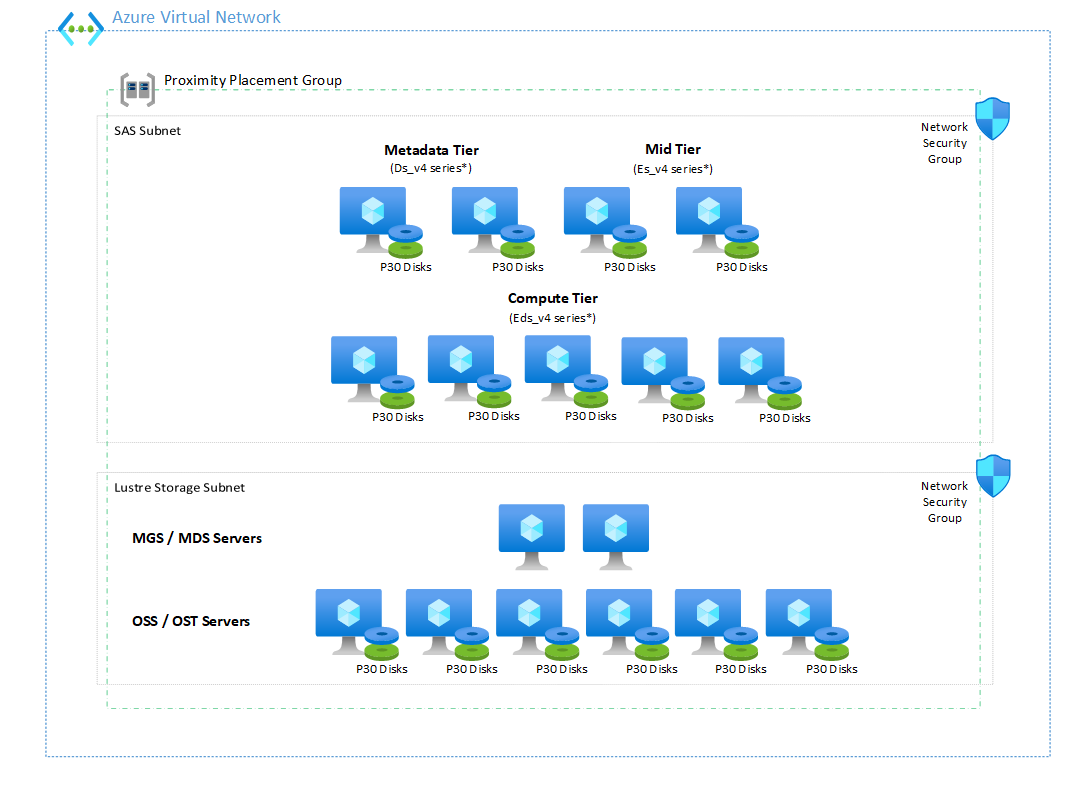 Azure Virtual Network
Proximity Placement Group
SAS Subnet
Network
Security
Group
Metadata Tier
(Ds_v4 series*)
Mid Tier
(Es_v4 series*)
P30 Disks
P30 Disks
P30 Disks
P30 Disks
Compute Tier
(Eds_v4 series*)
P30 Disks
P30 Disks
P30 Disks
P30 Disks
P30 Disks
Lustre Storage Subnet
Network
Security
Group
MGS / MDS Servers
OSS / OST Servers
P30 Disks
P30 Disks
P30 Disks
P30 Disks
P30 Disks
P30 Disks